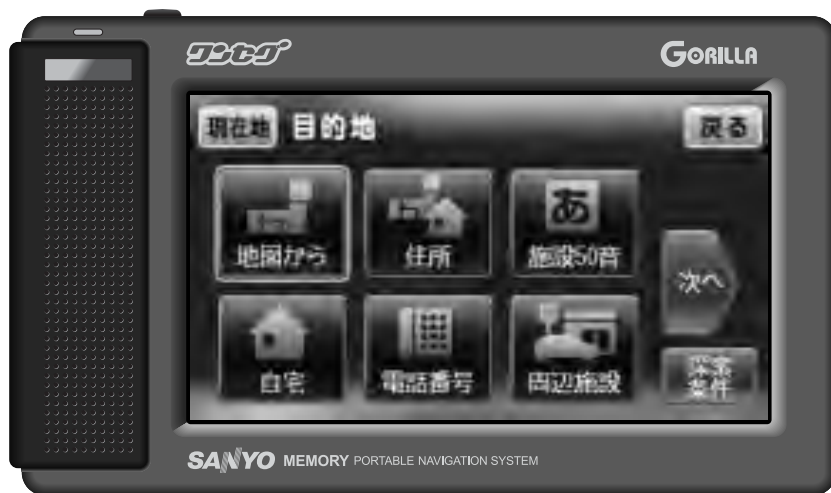 ワンセグ GORILLA
現在地 目的地 戻る
地図から 住所 施設50音
次へ
自宅 電話番号 周辺施設
探索
条件
SANYO MEMORY PORTABLE NAVIGATION SYSTEM